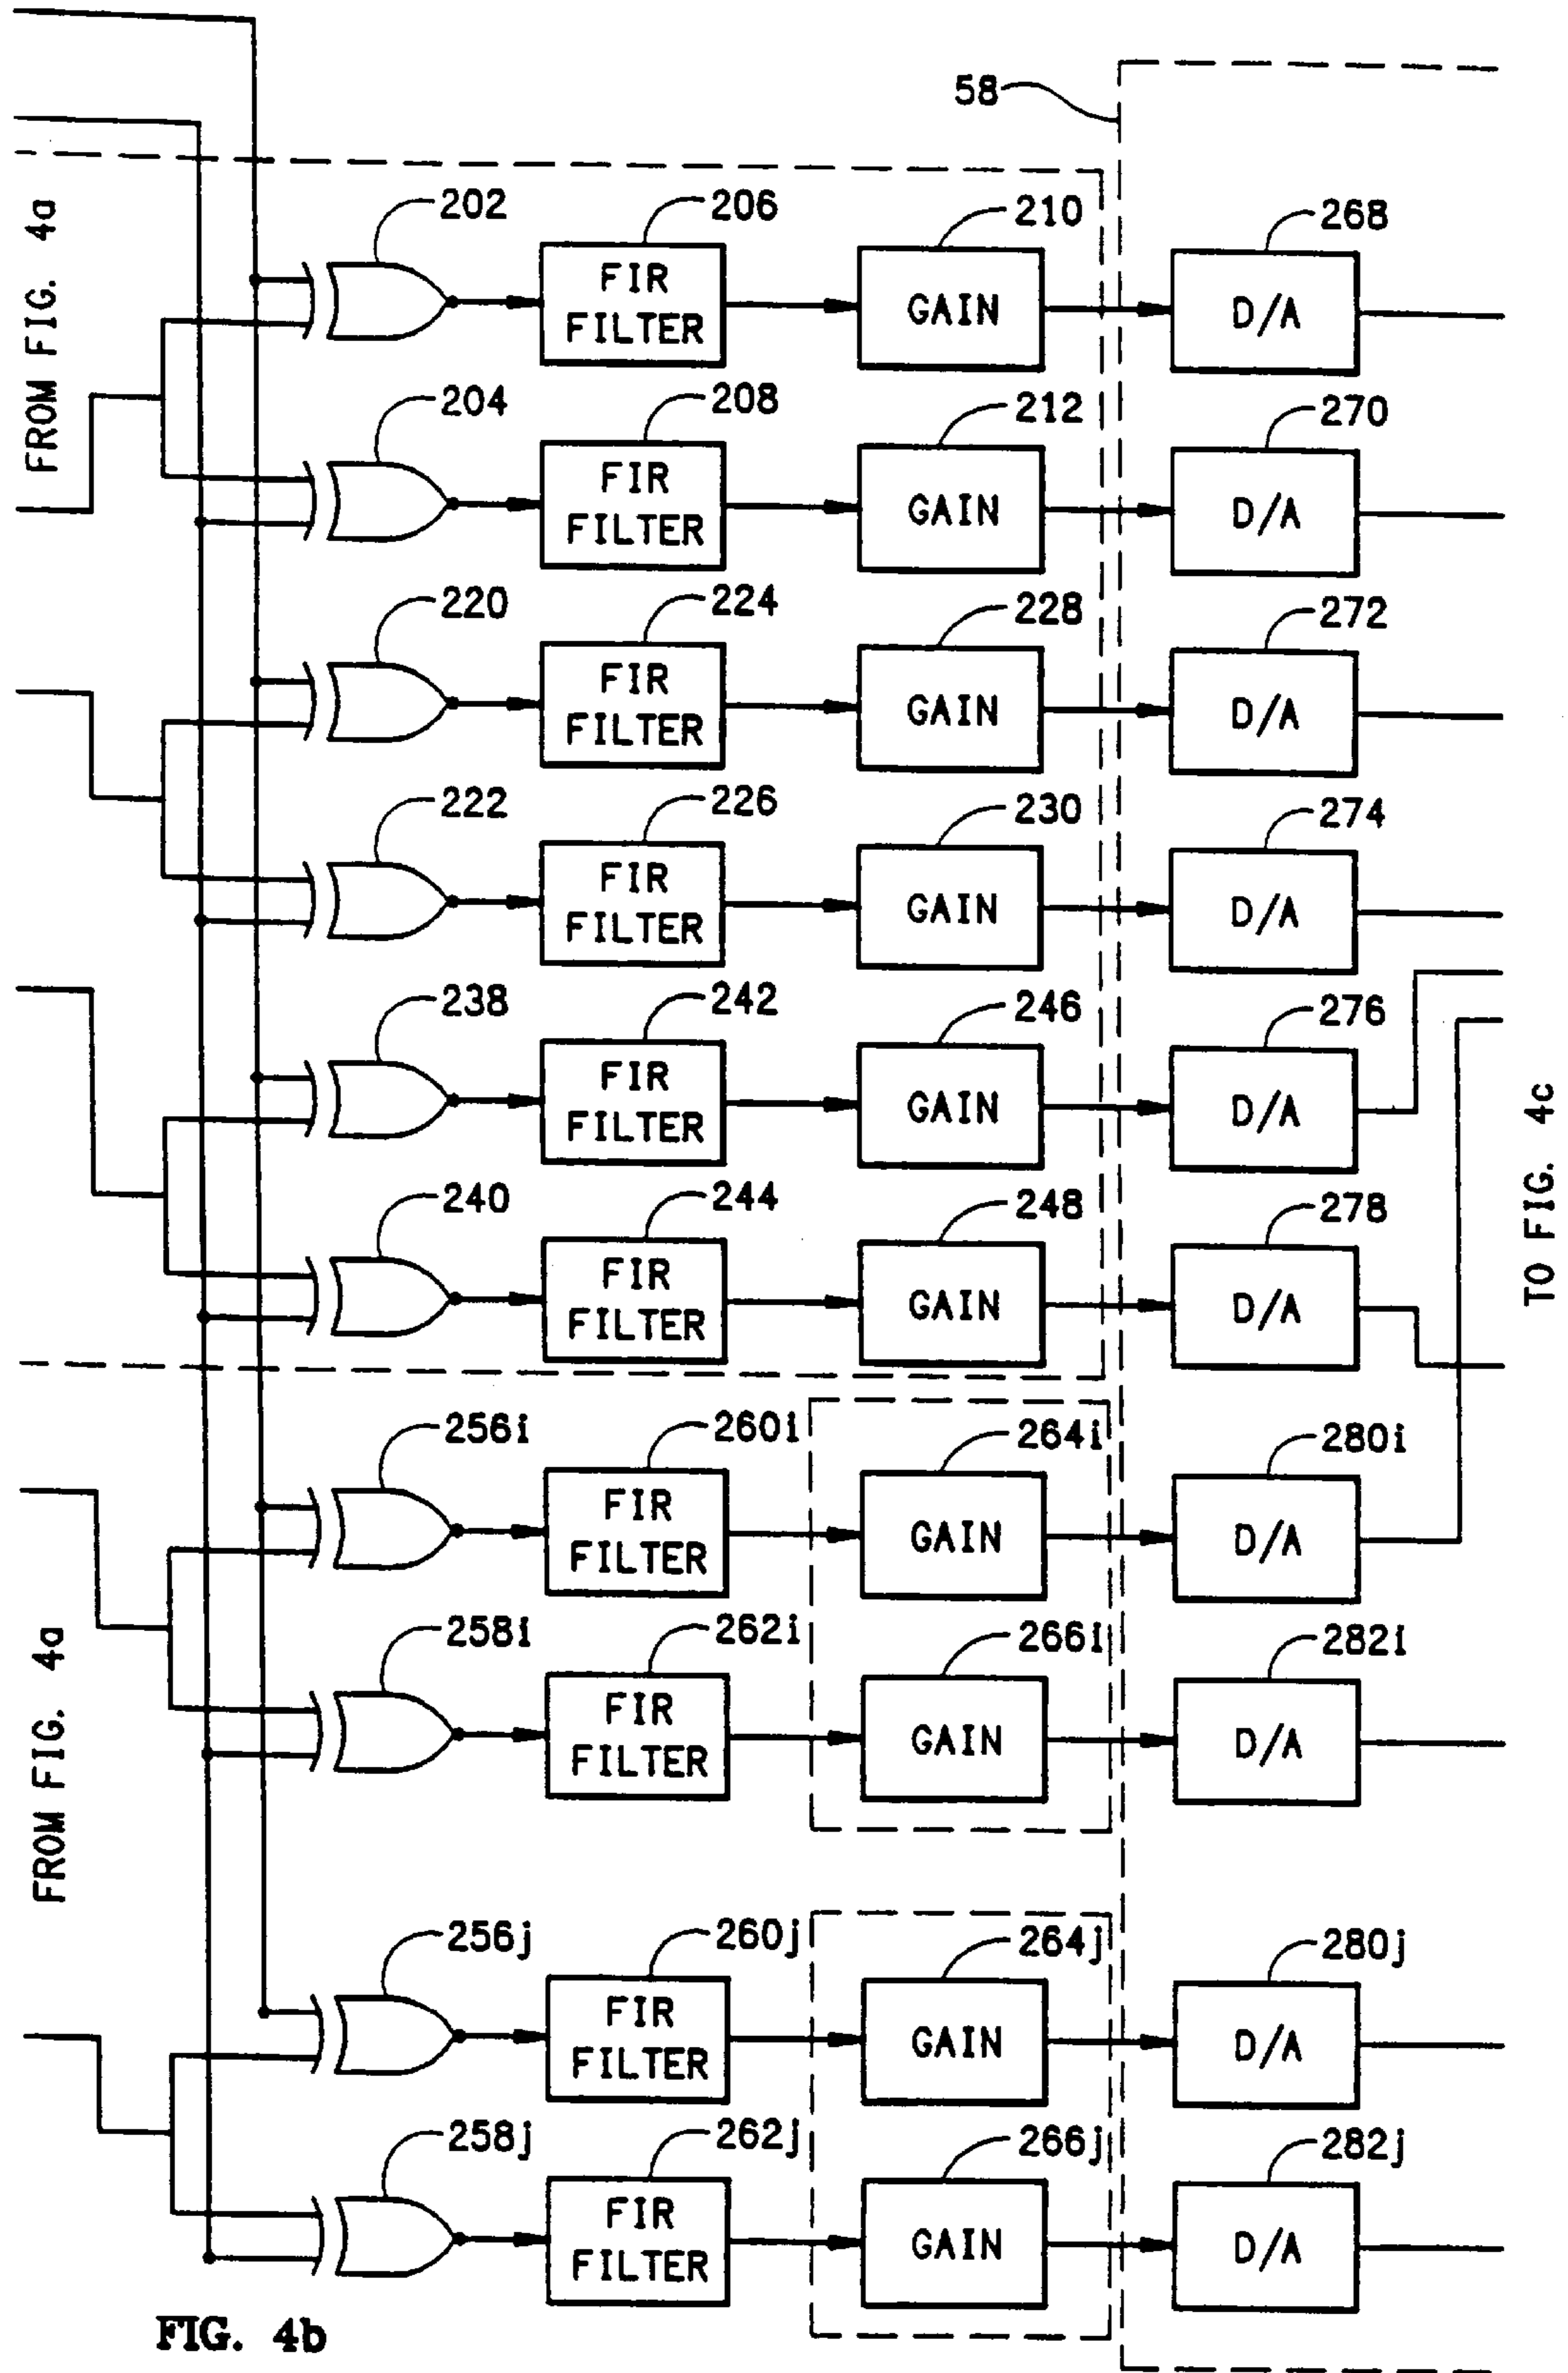 58
FROM FIG. 4a
202
206
210
268
FIR
FILTER
GAIN
D/A
204
208
212
270
FIR
FILTER
GAIN
D/A
220
224
228
272
FIR
FILTER
GAIN
D/A
222
226
230
274
FIR
FILTER
GAIN
D/A
238
242
246
276
FIR
FILTER
GAIN
D/A
TO FIG. 4c
240
244
248
278
FIR
FILTER
GAIN
D/A
256i
260i
264i
280i
FIR
FILTER
GAIN
D/A
FROM FIG. 4a
258i
262i
266i
282i
FIR
FILTER
GAIN
D/A
256j
260j
264j
280j
FIR
FILTER
GAIN
D/A
258j
262j
266j
282j
FIR
FILTER
GAIN
D/A
FIG. 4b